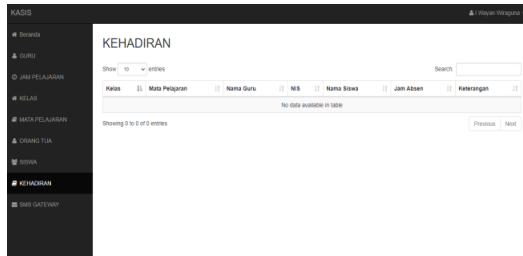 KASIS I Wayan Wiraguna
Beranda
GURU
JAM PELAJARAN
KELAS
MATA PELAJARAN
ORANG TUA
SISWA
KEHADIRAN
SMS GATEWAY
KEHADIRAN
Show 10 entries Search:
Kelas Mata Pelajaran Nama Guru NIS Nama Siswa Jam Absen Keterangan
No data available in table
Showing 0 to 0 of 0 entries Previous Next